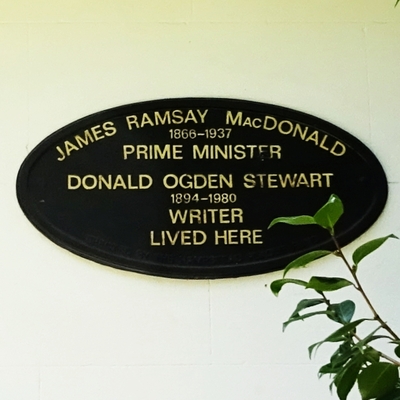 JAMES RAMSAY MACDONALD
1866-1937
PRIME MINISTER
DONALD OGDEN STEWART
1894-1980
WRITER
LIVED HERE